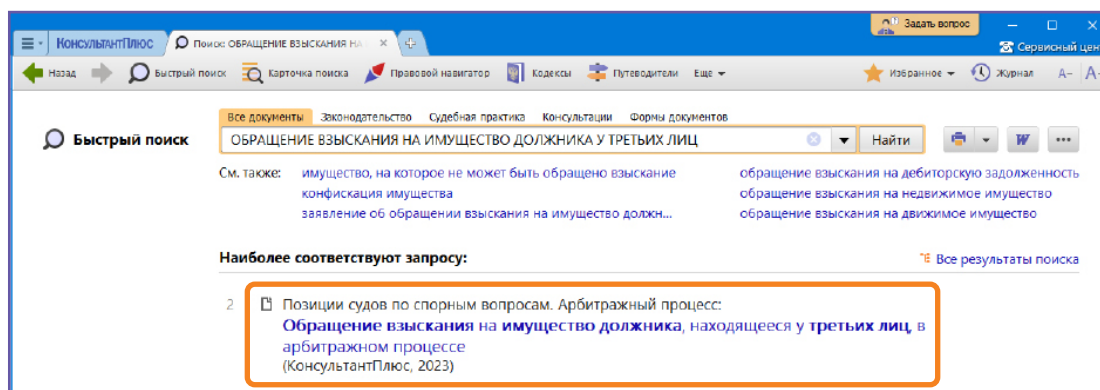 Задать вопрос
КонсультантПлюс Поиск: ОБРАЩЕНИЕ ВЗЫСКАНИЯ НА
Сервисный цен
Назад Быстрый поиск Карточка поиска Правовой навигатор Кодексы Путеводители Еще Избранное Журнал A- A-
Все документы Законодательство Судебная практика Консультации Формы документов
Быстрый поиск ОБРАЩЕНИЕ ВЗЫСКАНИЯ НА ИМУЩЕСТВО ДОЛЖНИКА У ТРЕТЬИХ ЛИЦ Найти W
См. также: имущество, на которое не может быть обращено взыскание обращение взыскания на дебиторскую задолженность
конфискация имущества обращение взыскания на недвижимое имущество
заявление об обращении взыскания на имущество должн... обращение взыскания на движимое имущество
Наиболее соответствуют запросу: Все результаты поиска
2 Позиции судов по спорным вопросам. Арбитражный процесс:
Обращение взыскания на имущество должника, находящееся у третьих лиц, в
арбитражном процессе
(КонсультантПлюс, 2023)